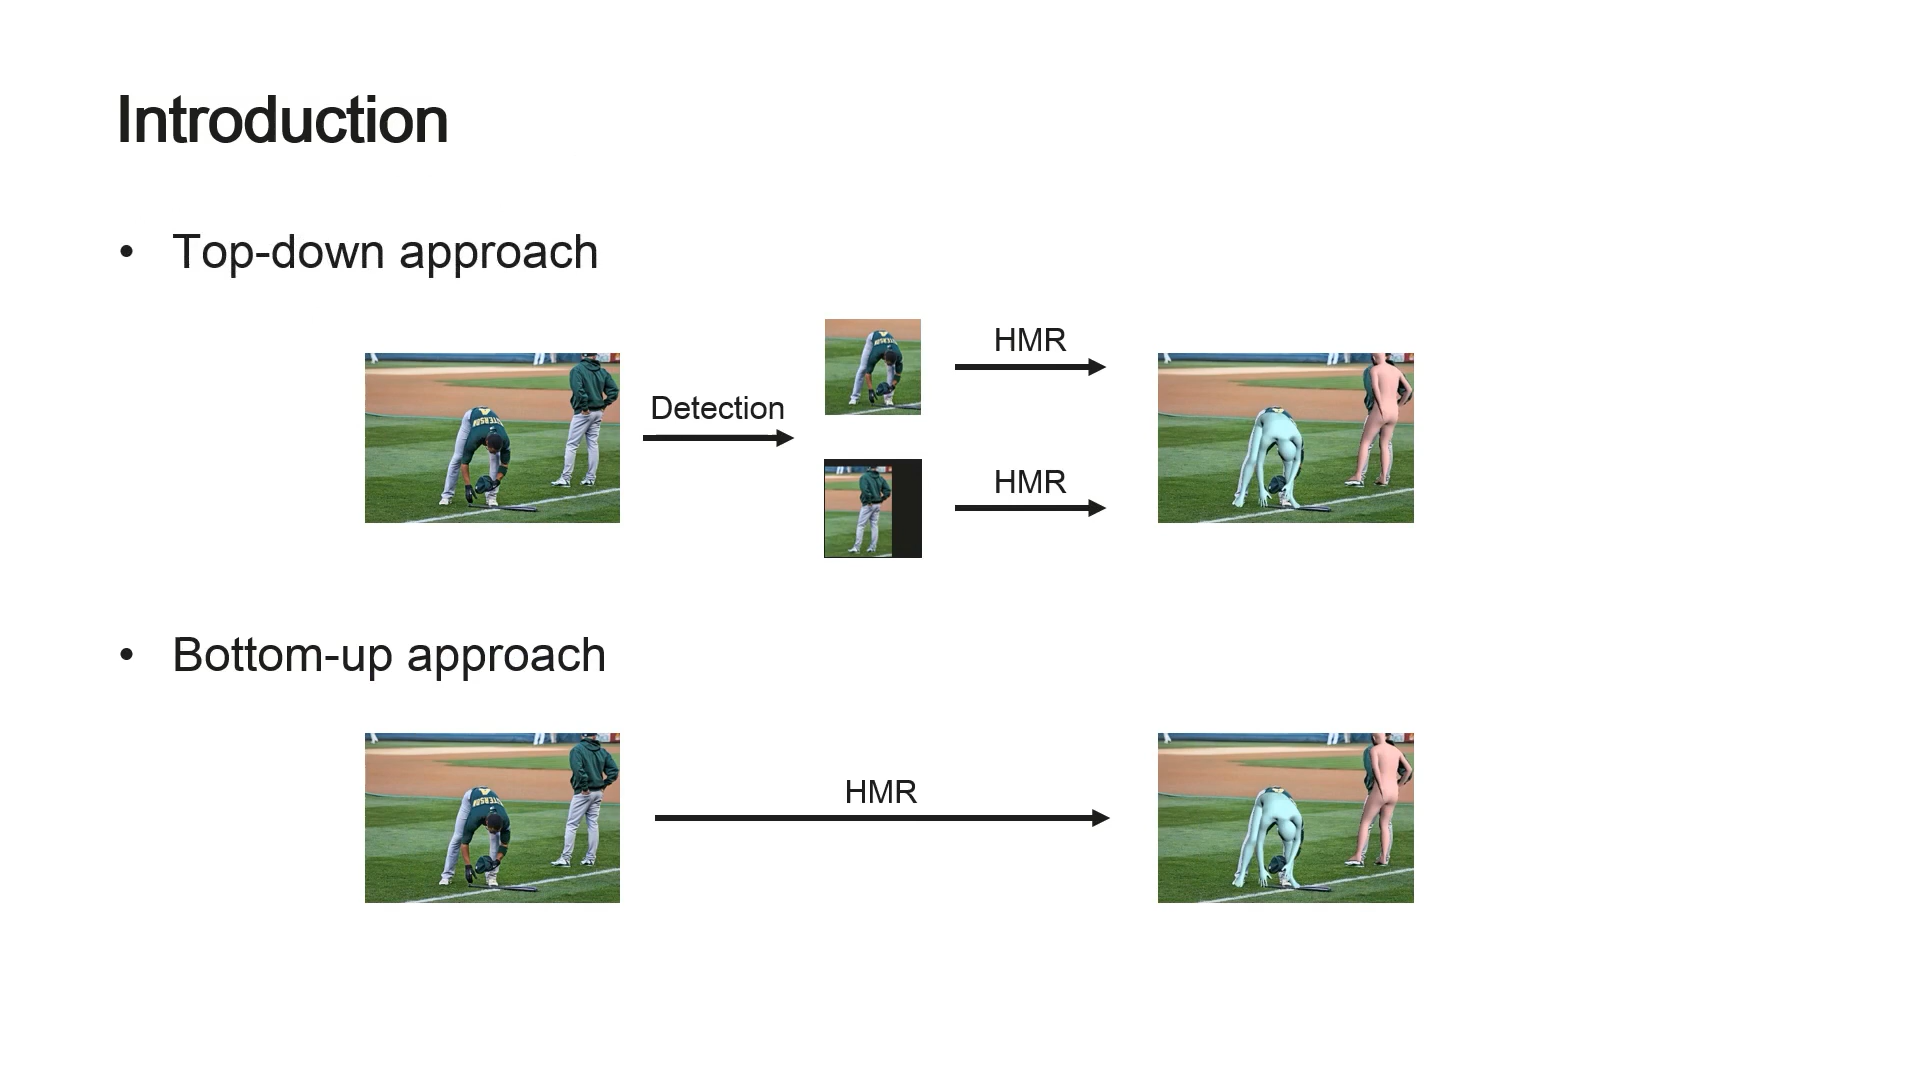 Introduction
• Top-down approach
Detection
HMR
HMR
• Bottom-up approach
HMR